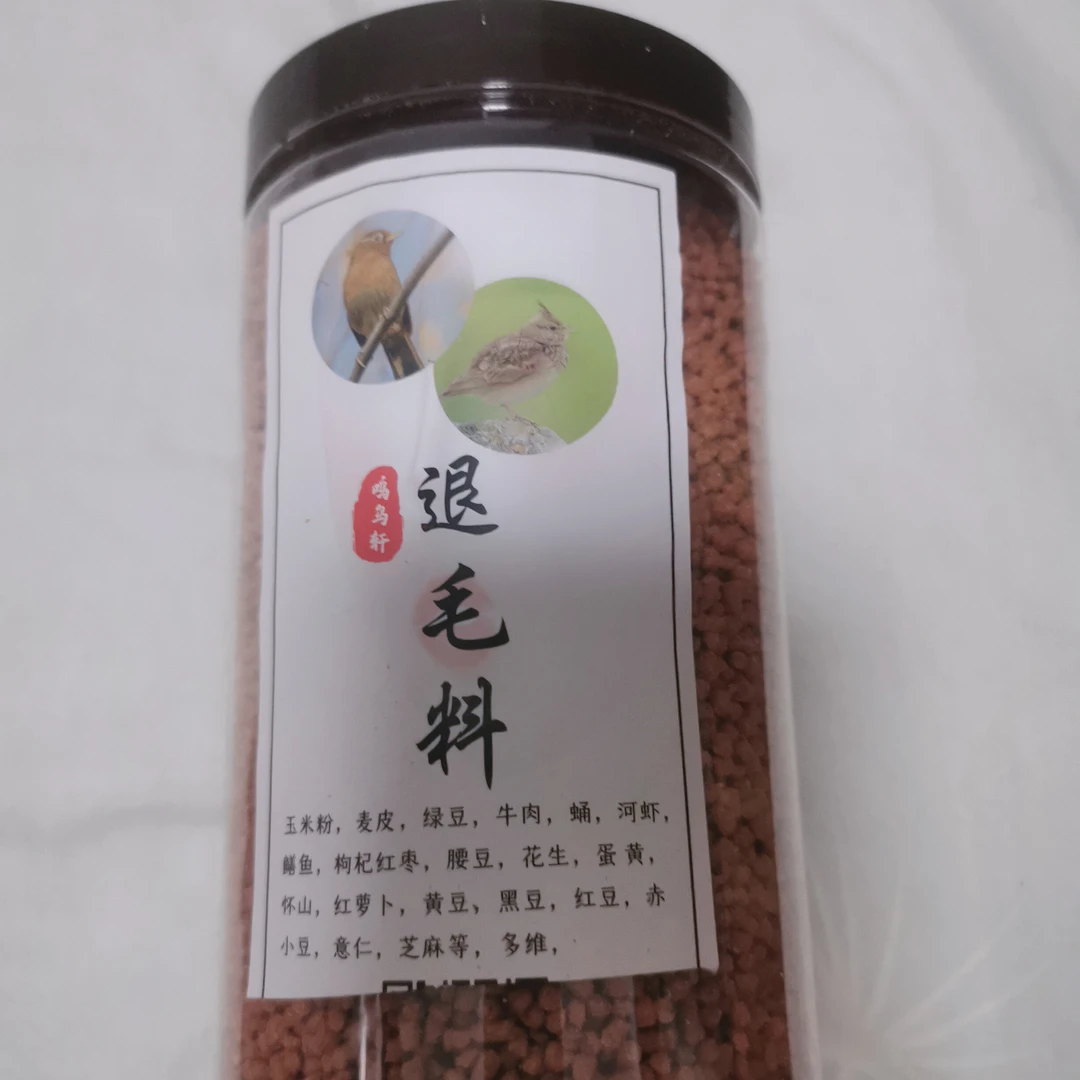 鸣鸟轩
退毛料
玉米粉，麦皮，绿豆，牛肉，蛹，河虾，
鳝鱼，枸杞红枣，腰豆，花生，蛋黄，
怀山，红萝卜，黄豆、黑豆，红豆，赤
小豆，意仁，芝麻等，多维，